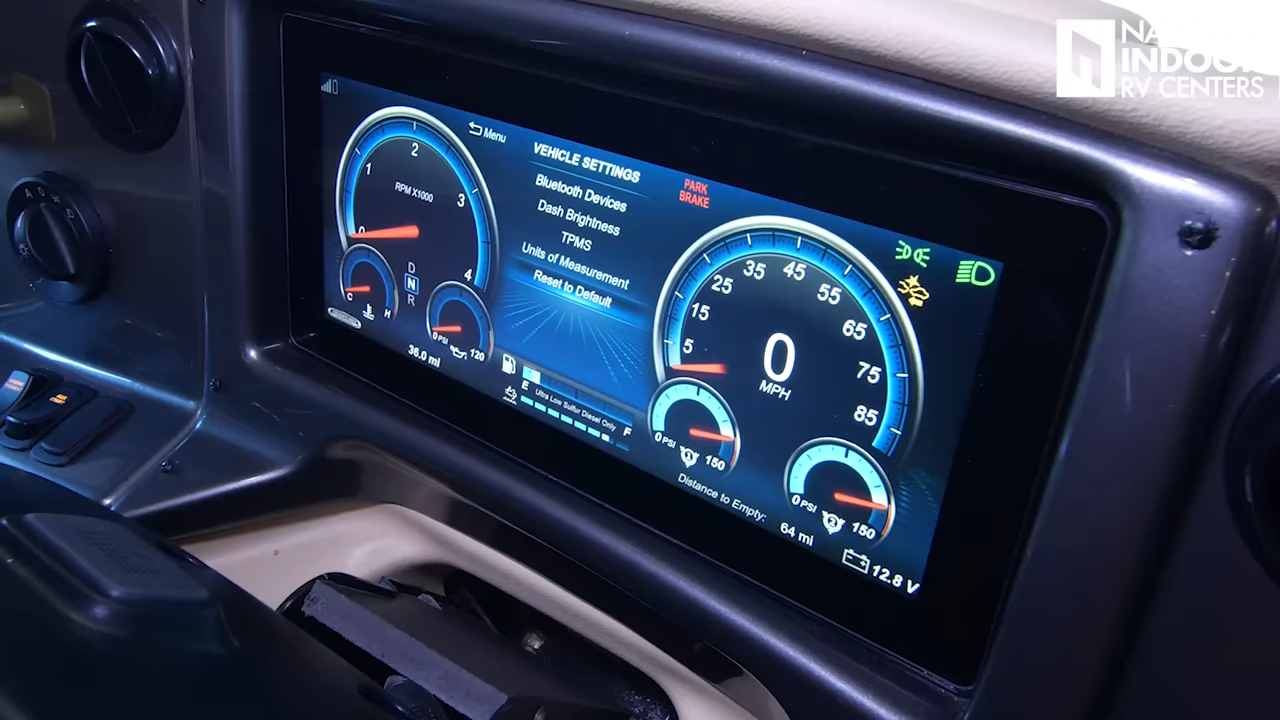 NA
INDOOR
RV CENTERS
Menu
VEHICLE SETTINGS
Bluetooth Devices
Dash Brightness
TPMS
Units of Measurement
Reset to Default
PARK
BRAKE
0 1 2 3 4
RPM X1000
D
N
R
C H
0 PSI 120
36.0 mi
E
Ultra Low Sulfur Diesel Only
F
5 15 25 35 45 55 65 75 85
0
MPH
0 PSI 1 150
0 PSI 2 150
Distance to Empty:
64 mi
12.8 V
A O